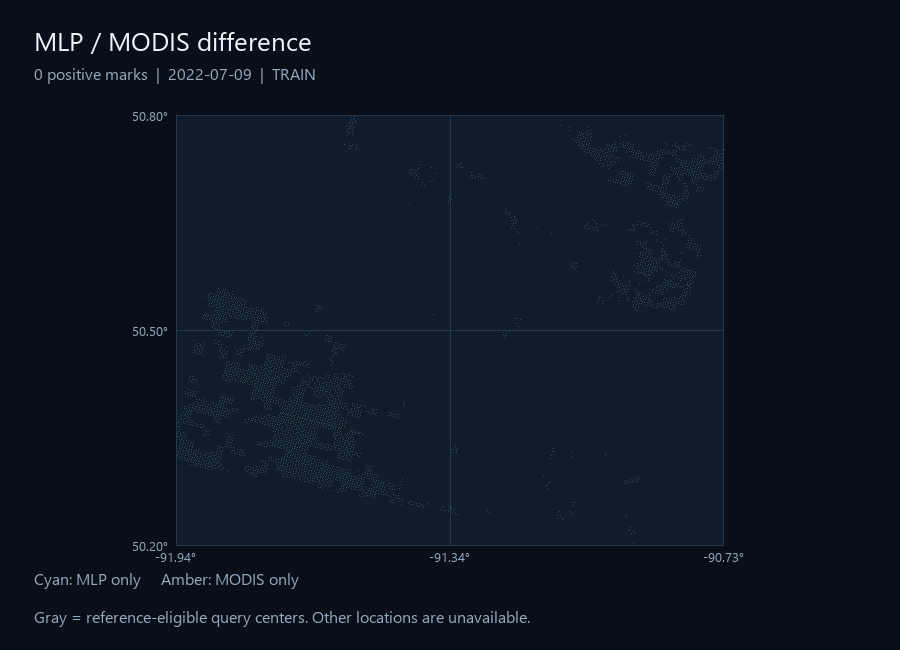 MLP / MODIS difference
0 positive marks | 2022-07-09 | TRAIN
50.80°
50.50°
50.20°
-91.94° -91.34° -90.73°
Cyan: MLP only Amber: MODIS only
Gray = reference-eligible query centers. Other locations are unavailable.